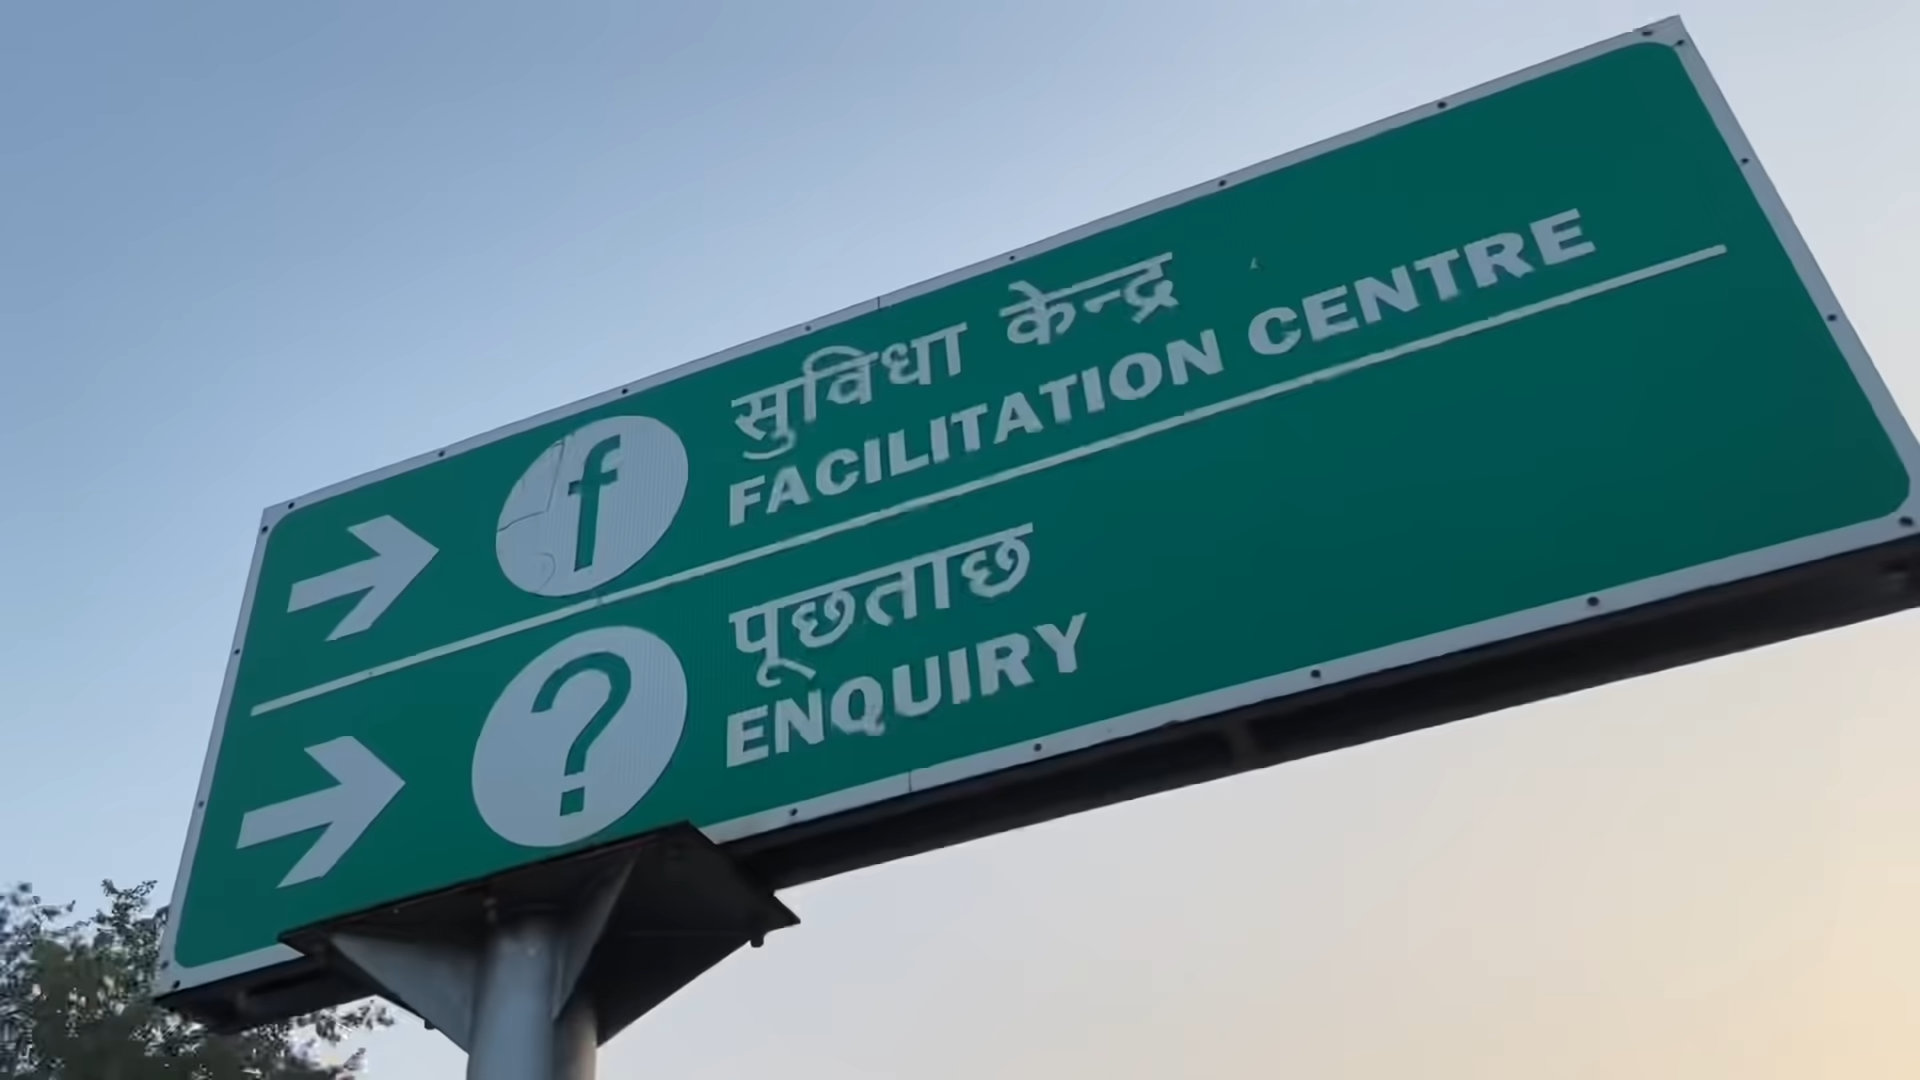 सुविधा केन्द्र
f FACILITATION CENTRE
पूछताछ
? ENQUIRY